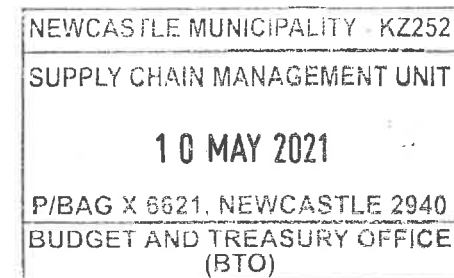 NEWCASTLE MUNICIPALITY - KZ252
SUPPLY CHAIN MANAGEMENT UNIT
10 MAY 2021
P/BAG X 6621, NEWCASTLE 2940
BUDGET AND TREASURY OFFICE
(BTO)